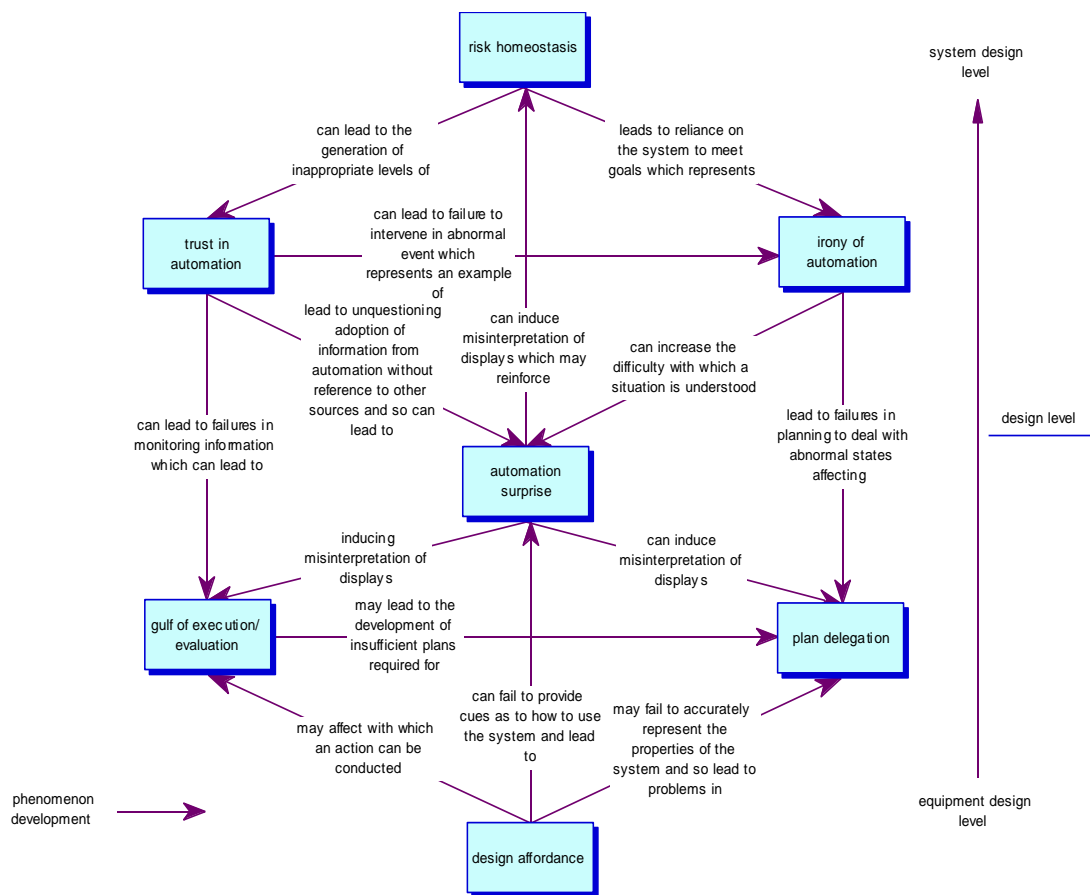 risk homeostasis
system design
level
can lead to the
generation of
inappropriate levels of
leads to reliance on
the system to meet
goals which represents
trust in
automation
can lead to failure to
intervene in abnormal
event which
represents an example
of
irony of
automation
lead to unquestioning
adoption of
information from
automation without
reference to other
sources and so can
lead to
can induce
misinterpretation of
displays which may
reinforce
can increase the
difficulty with which a
situation is understood
can lead to failures in
monitoring information
which can lead to
lead to failures in
planning to deal with
abnormal states
affecting
design level
automation
surprise
inducing
misinterpretation of
displays
can induce
misinterpretation of
displays
gulf of execution/
evaluation
may lead to the
development of
insufficient plans
required for
plan delegation
may affect with which
an action can be
conducted
can fail to provide
cues as to how to use
the system and lead
to
may fail to accurately
represent the
properties of the
system and so lead to
problems in
phenomenon
development
equipment design
level
design affordance